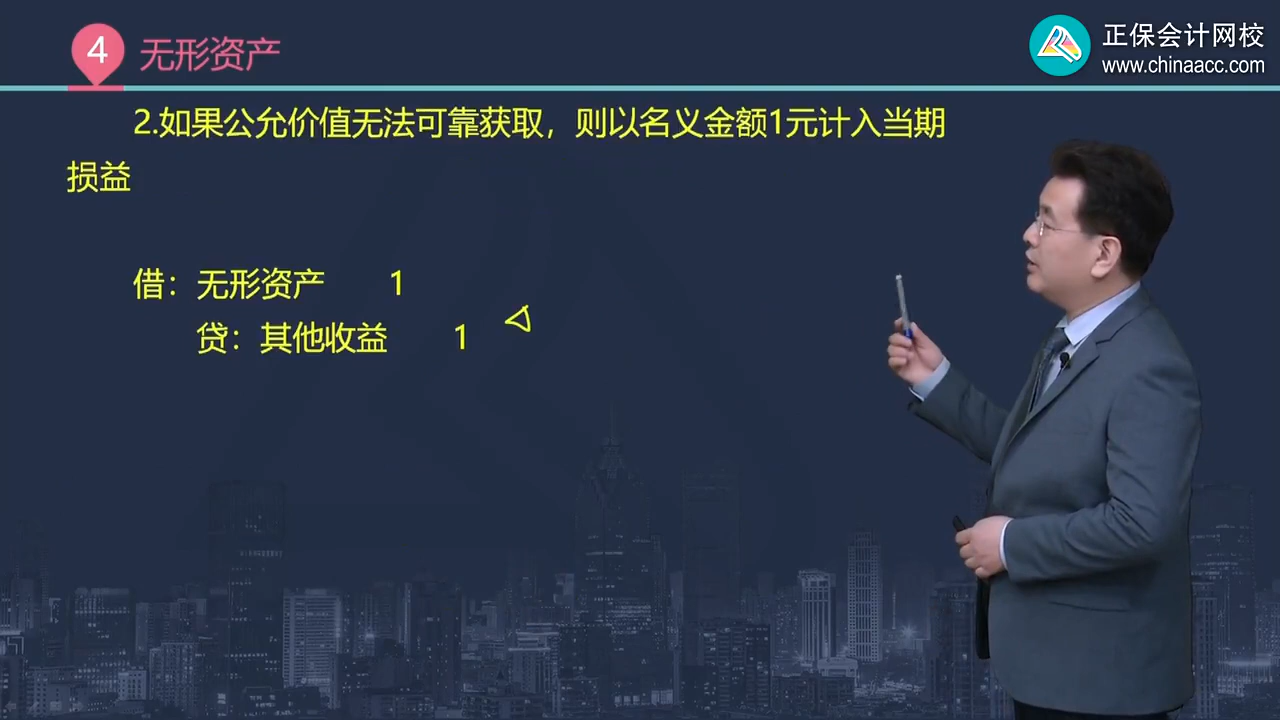 4
无形资产
正保会计网校
www.chinaacc.com
2.如果公允价值无法可靠获取，则以名义金额1元计入当期
损益
借：无形资产 1
贷：其他收益 1